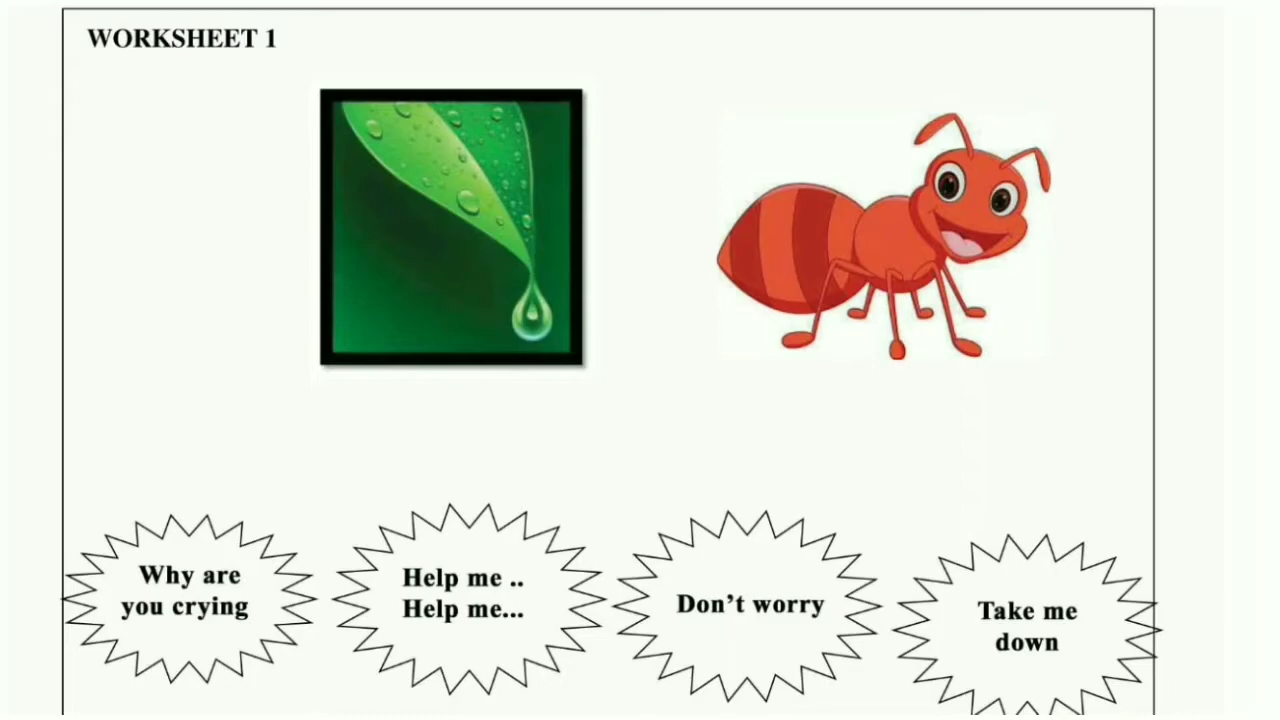 WORKSHEET 1
Why are
you crying
Help me ..
Help me...
Don't worry
Take me
down